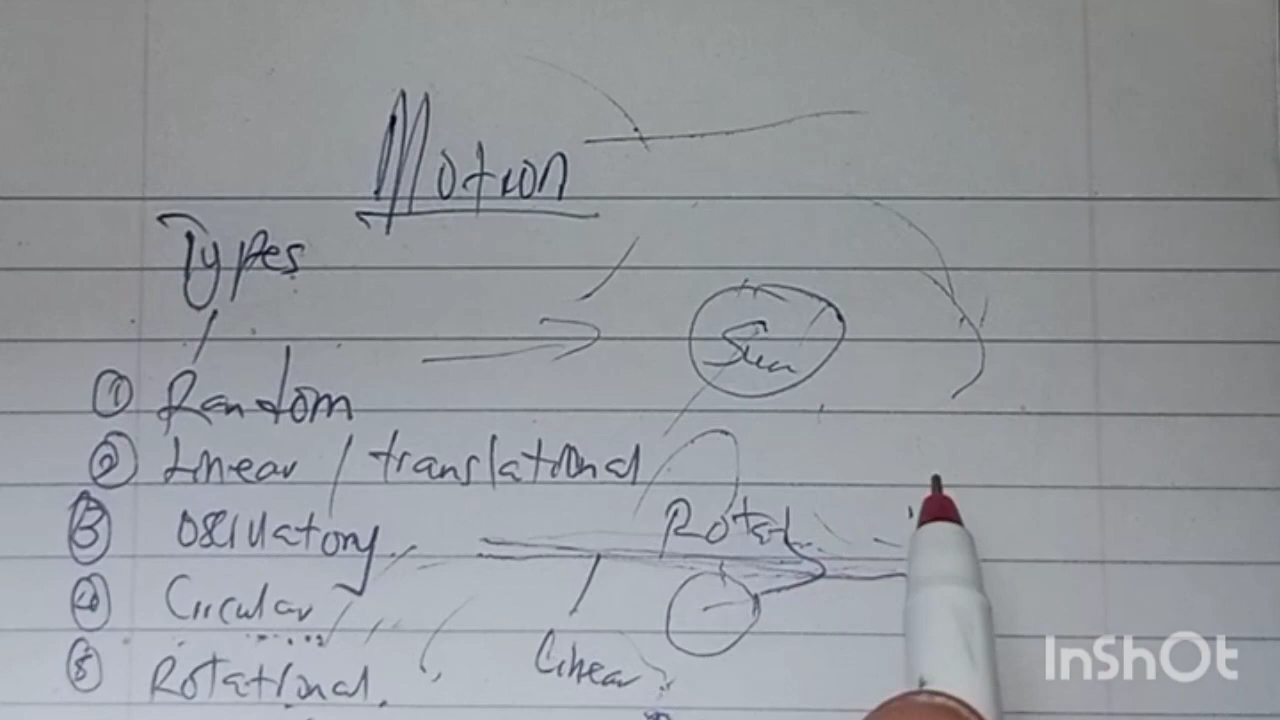 Motion
Types
① Random
② Linear / translational
③ Oscillatory
④ Circular
⑤ Rotational.
Sun
Rotat
Linear
InShOt